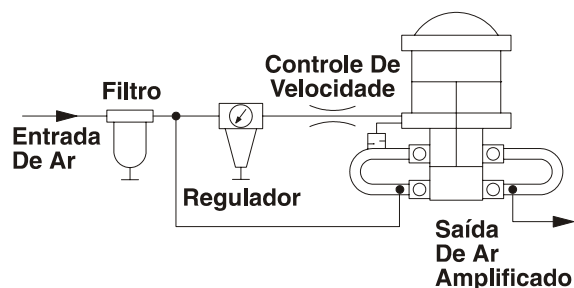 Controle De
Velocidade
Filtro
Entrada
De Ar
Regulador
Saída
De Ar
Amplificado